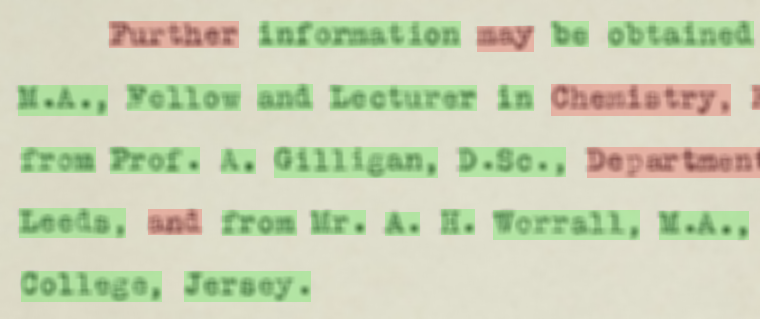 Further information may be obtained
M.A., Fellow and Lecturer in Chemistry,
from Prof. A. Gilligan, D.Sc., Department
Leeds, and from Mr. A. H. Worrall, M.A.,
College, Jersey.